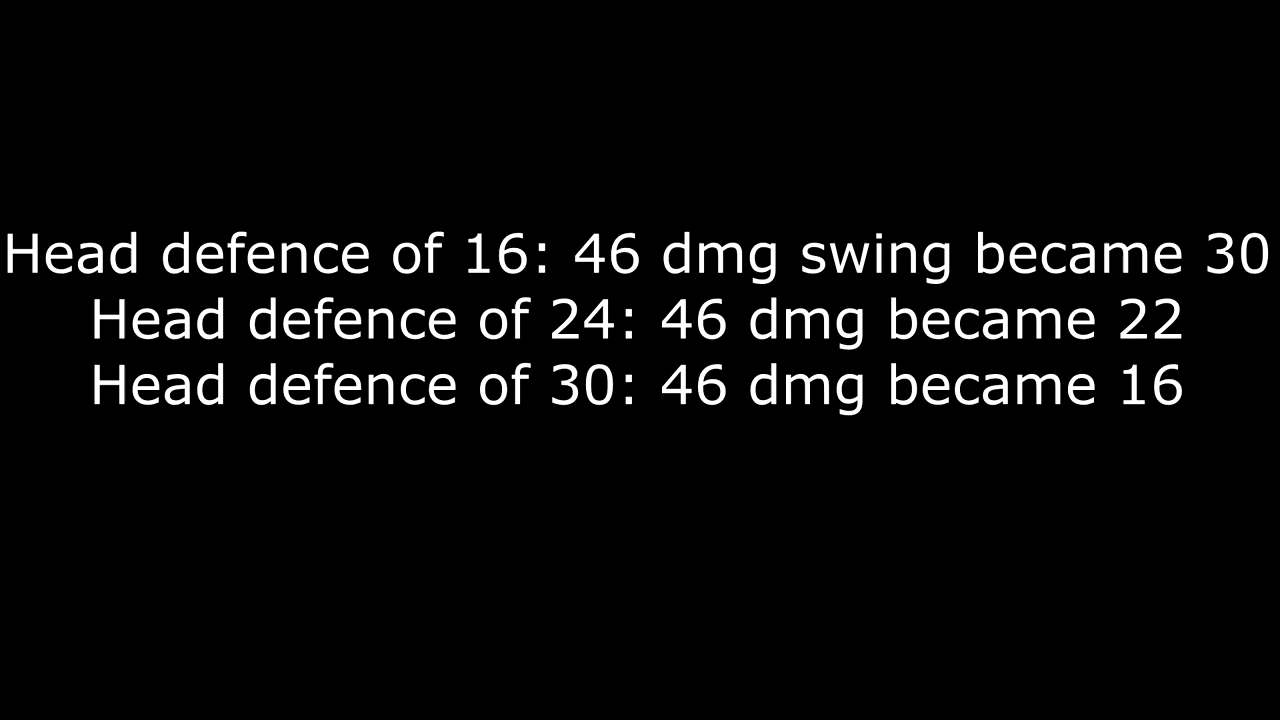 Head defence of 16: 46 dmg swing became 30
Head defence of 24: 46 dmg became 22
Head defence of 30: 46 dmg became 16